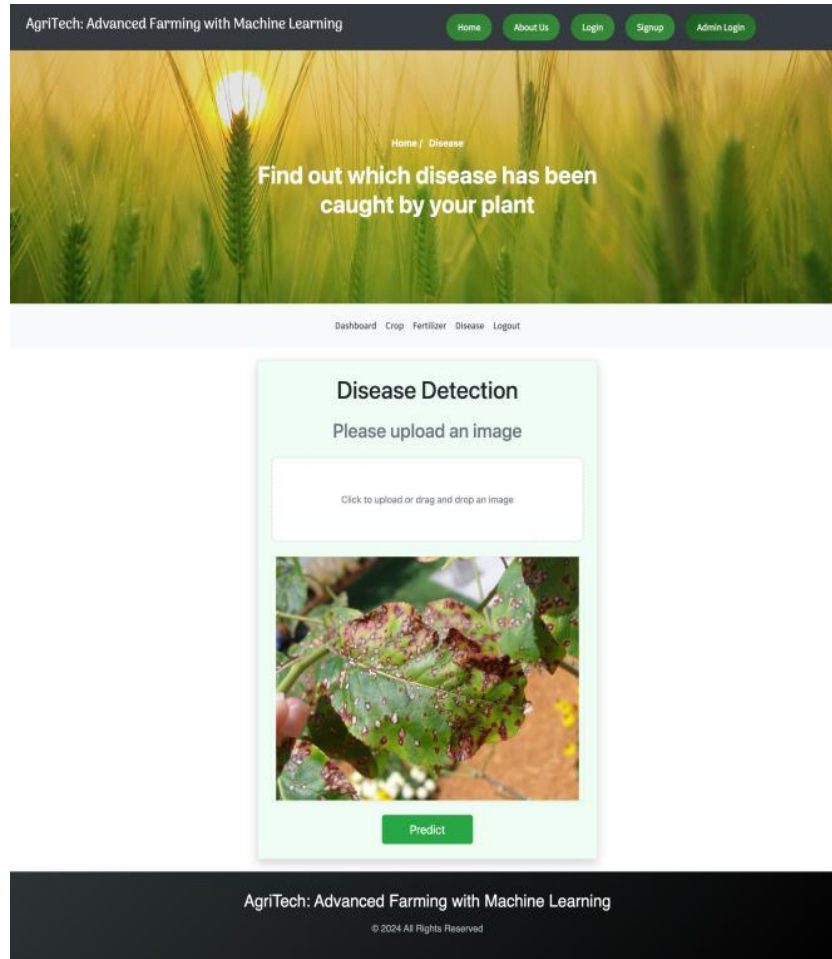 AgriTech: Advanced Farming with Machine Learning
Home About Us Login Signup Admin Login
Home / Disease
Find out which disease has been
caught by your plant
Dashboard Crop Fertilizer Disease Logout
Disease Detection
Please upload an image
Click to upload or drag and drop an image
Predict
AgriTech: Advanced Farming with Machine Learning
© 2024 All Rights Reserved